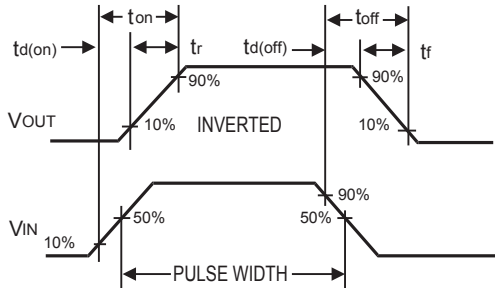 ton toff
td(on) tr td(off) tf
90% 90%
VOUT 10% INVERTED 10%
90%
50% 50%
VIN 10%
PULSE WIDTH